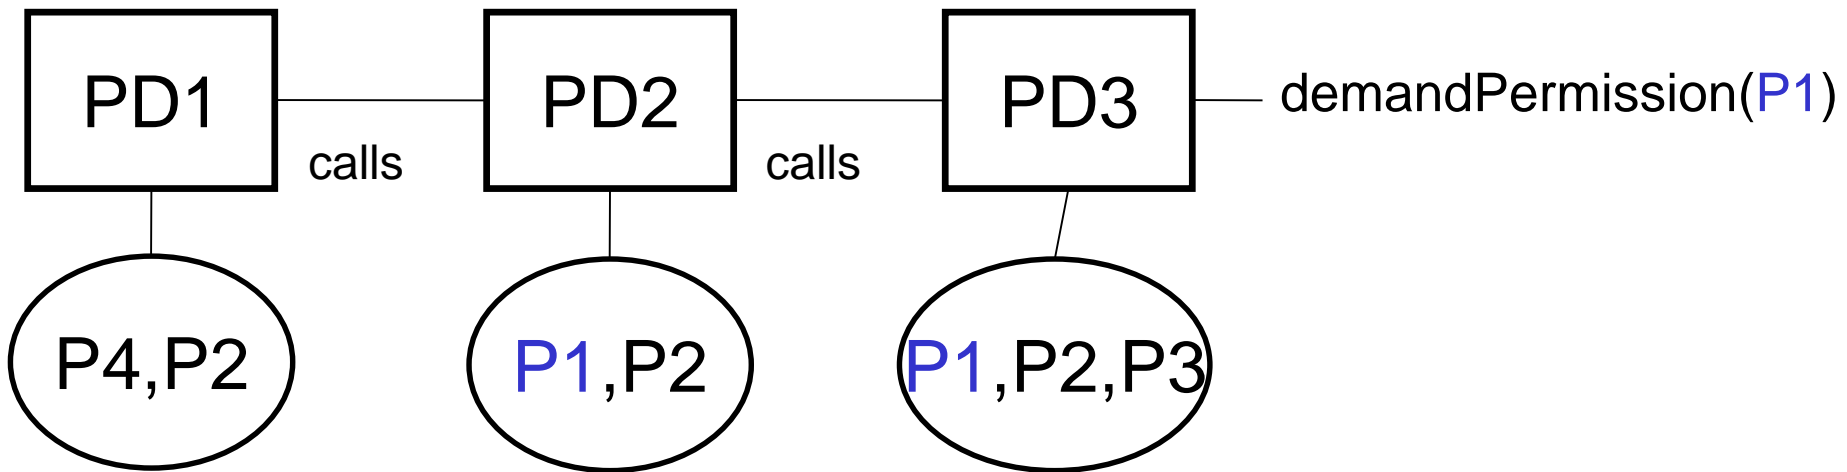 PD1
PD2
PD3
demandPermission(P1)
calls
calls
P4,P2
P1,P2
P1,P2,P3